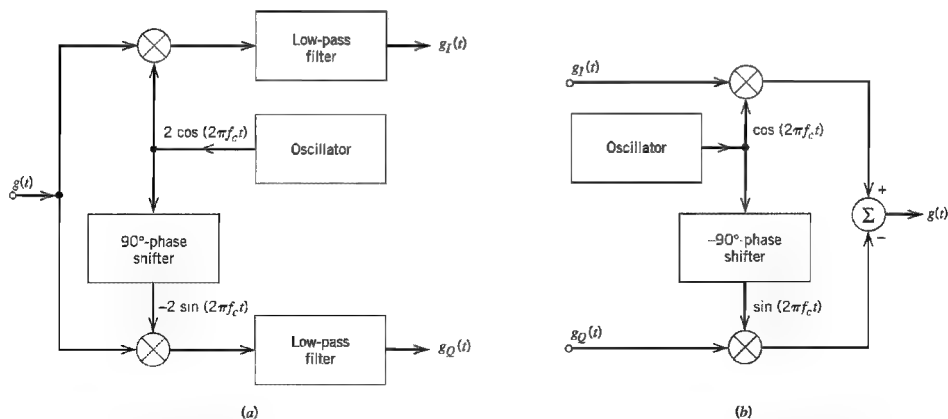 Low-pass
filter
g_I(t)
2 cos (2πf_ct)
Oscillator
g(t)
90°-phase
shifter
−2 sin (2πf_ct)
Low-pass
filter
g_Q(t)
(a)
g_I(t)
cos (2πf_ct)
Oscillator
+
Σ
g(t)
−
−90°-phase
shifter
sin (2πf_ct)
g_Q(t)
(b)